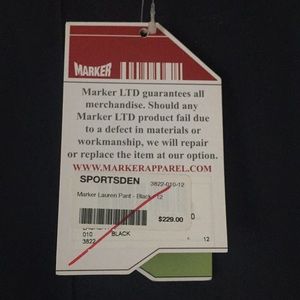 MARKER
Marker LTD guarantees all
merchandise. Should any
Marker LTD product fail due
to a defect in materials or
workmanship, we will repair
or replace the item at our option.
WWW.MARKERAPPAREL.COM
SPORTSDEN 3822-010-12
Marker Lauren Pant - Black 12
$229.00 0
010 BLACK
3822 12